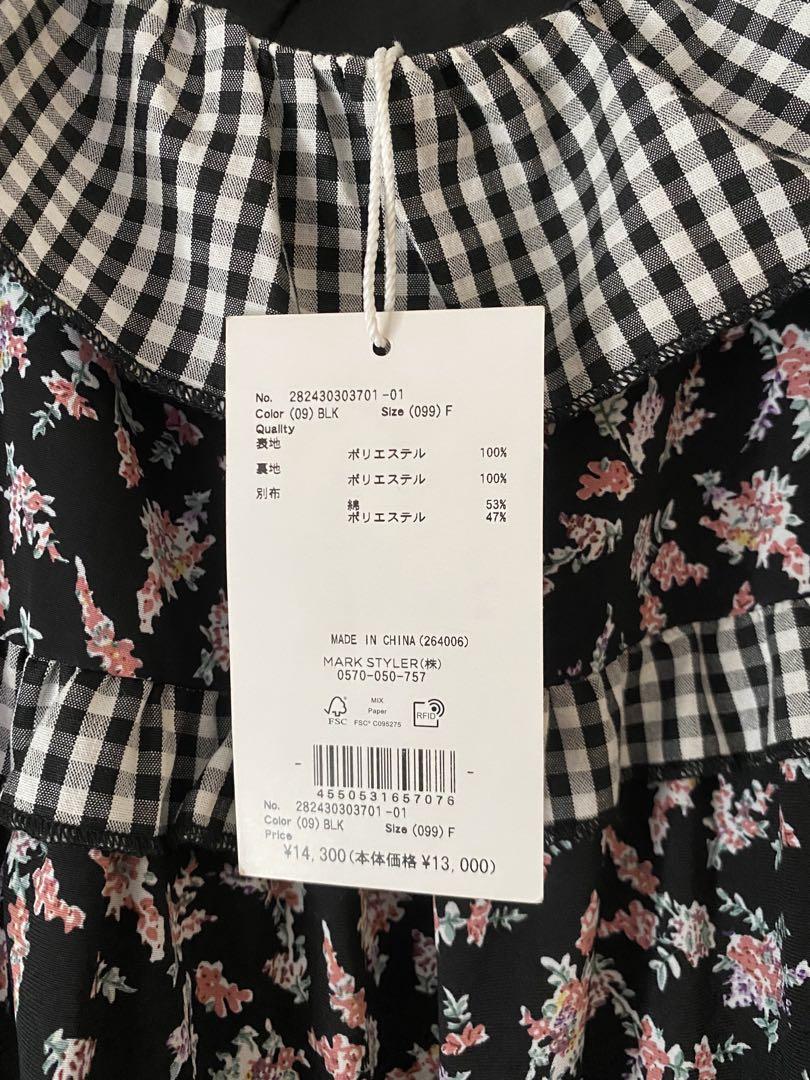 No. 282430303701-01
Color (09) BLK Size (099) F
Quality
表地 ポリエステル 100%
裏地 ポリエステル 100%
別布
綿 53%
ポリエステル 47%
MADE IN CHINA (264006)
MARK STYLER(株)
0570-050-757
FSC
MIX
Paper
FSC® C095275
RFID
4550531657076
No. 282430303701-01
Color (09) BLK Size (099) F
Price
¥14,300(本体価格 ¥13,000)